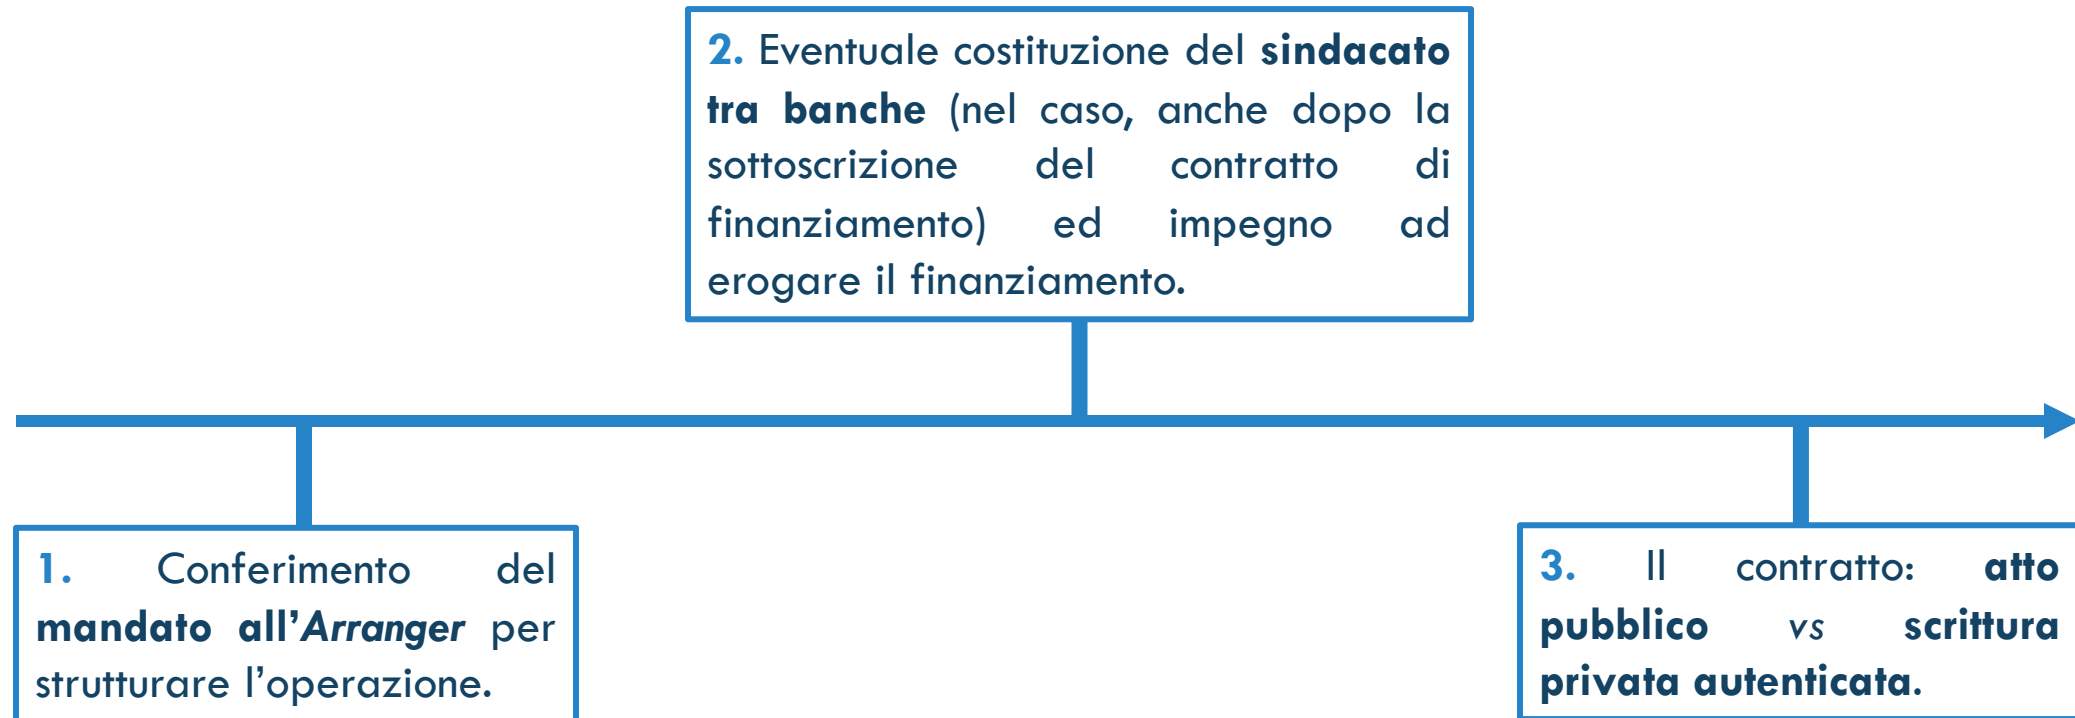 2. Eventuale costituzione del sindacato
tra banche (nel caso, anche dopo la
sottoscrizione del contratto di
finanziamento) ed impegno ad
erogare il finanziamento.
1. Conferimento del
mandato all’Arranger per
strutturare l’operazione.
3. Il contratto: atto
pubblico vs scrittura
privata autenticata.